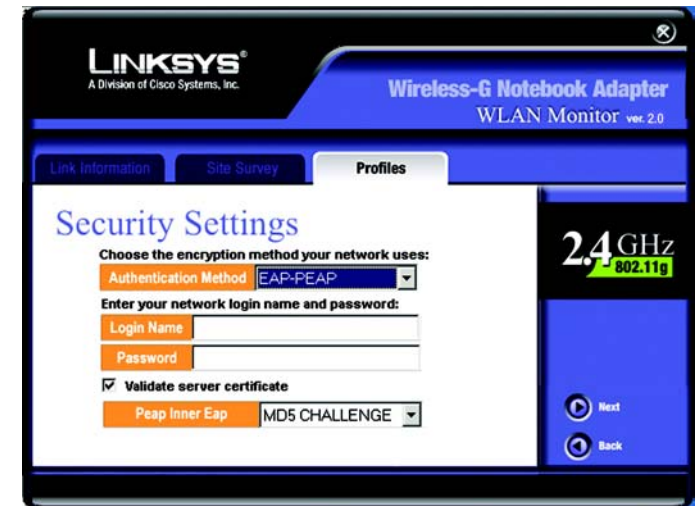 LINKSYS®
A Division of Cisco Systems, Inc.
Wireless-G Notebook Adapter
WLAN Monitor ver. 2.0
Link Information
Site Survey
Profiles
Security Settings
Choose the encryption method your network uses:
Authentication Method EAP-PEAP
Enter your network login name and password:
Login Name
Password
Validate server certificate
Peap Inner Eap MD5 CHALLENGE
2.4 GHz
802.11g
Next
Back